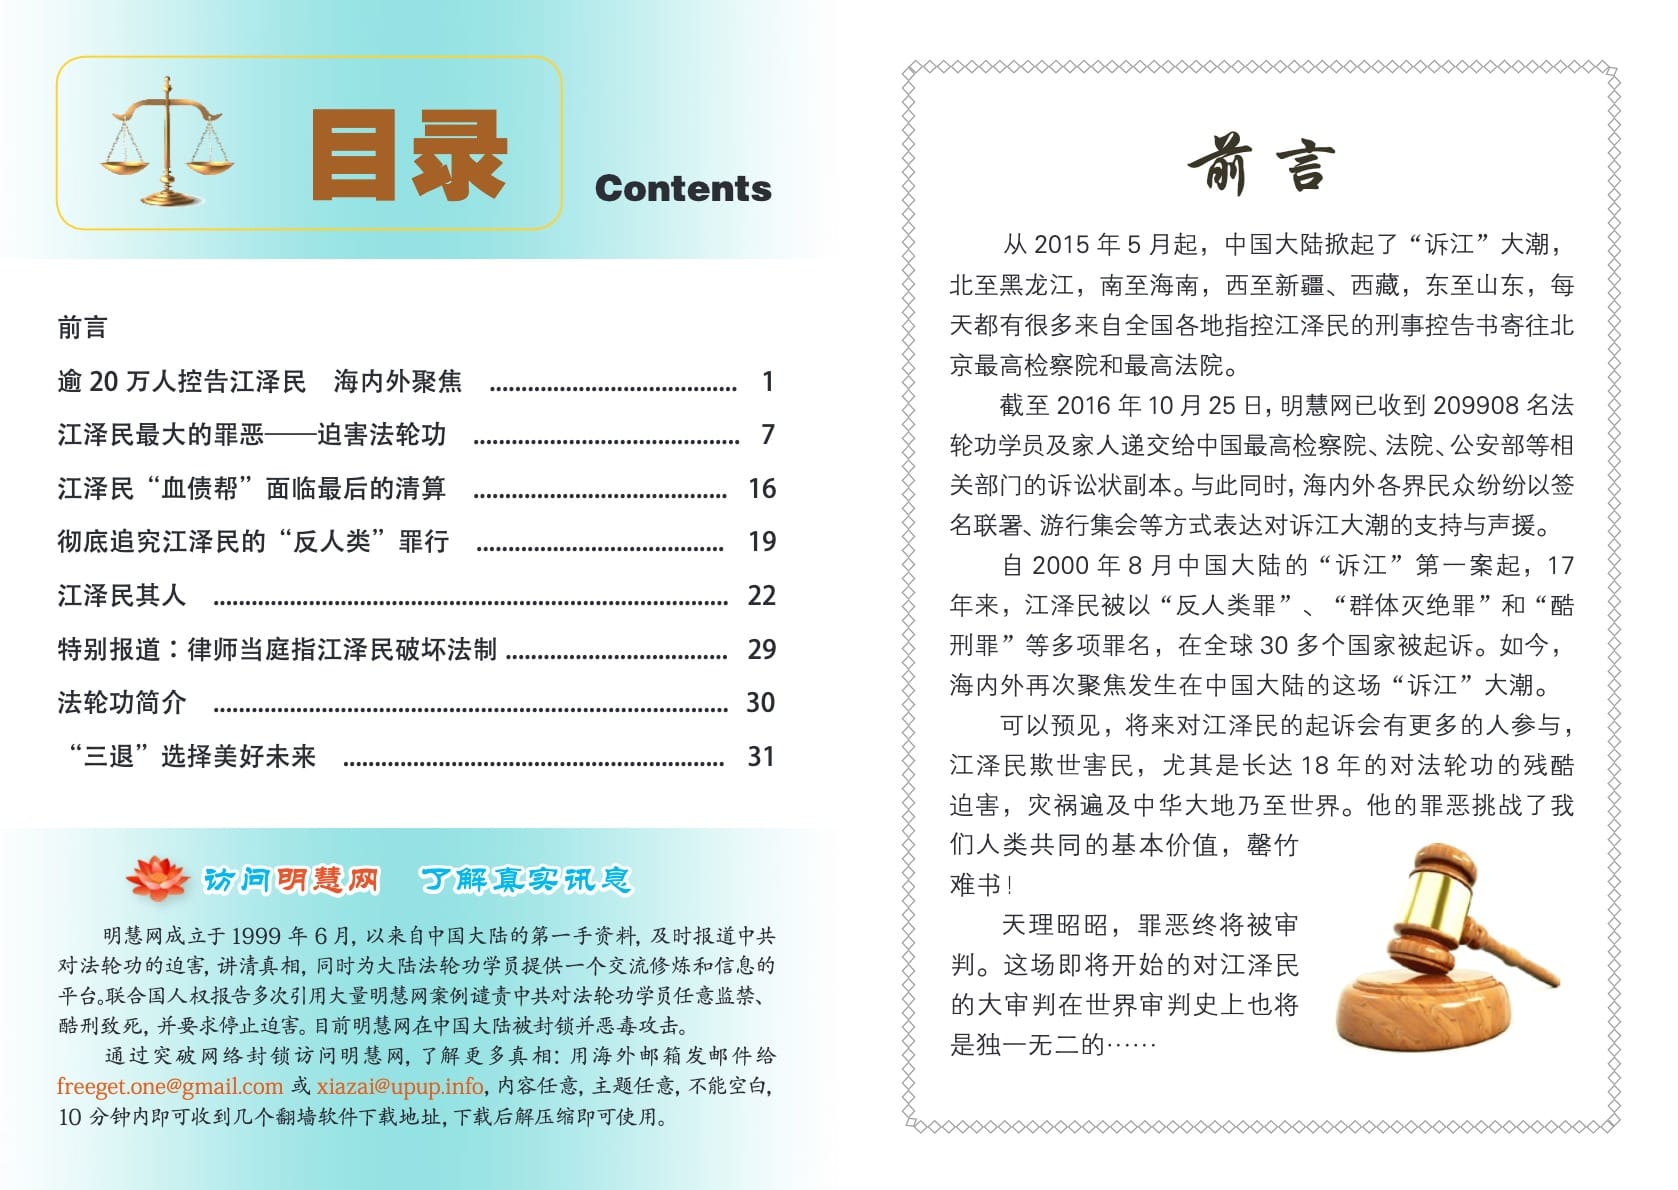 目录
Contents
前言
逾 20 万人控告江泽民　海内外聚焦 ....................................... 1
江泽民最大的罪恶——迫害法轮功 .......................................... 7
江泽民“血债帮”面临最后的清算 ........................................ 16
彻底追究江泽民的“反人类”罪行 ....................................... 19
江泽民其人 ................................................................................. 22
特别报道：律师当庭指江泽民破坏法制 ................................... 29
法轮功简介 ................................................................................. 30
“三退”选择美好未来 ............................................................ 31
访问明慧网　了解真实讯息
明慧网成立于 1999 年 6 月, 以来自中国大陆的第一手资料, 及时报道中共
对法轮功的迫害, 讲清真相, 同时为大陆法轮功学员提供一个交流修炼和信息的
平台。联合国人权报告多次引用大量明慧网案例谴责中共对法轮功学员任意监禁、
酷刑致死, 并要求停止迫害。目前明慧网在中国大陆被封锁并恶毒攻击。
通过突破网络封锁访问明慧网, 了解更多真相: 用海外邮箱发邮件给
freeget.one@gmail.com 或 xiazai@upup.info, 内容任意, 主题任意, 不能空白,
10 分钟内即可收到几个翻墙软件下载地址, 下载后解压缩即可使用。
前言
从 2015 年 5 月起，中国大陆掀起了“诉江”大潮，
北至黑龙江，南至海南，西至新疆、西藏，东至山东，每
天都有很多来自全国各地指控江泽民的刑事控告书寄往北
京最高检察院和最高法院。
截至 2016 年 10 月 25 日，明慧网已收到 209908 名法
轮功学员及家人递交给中国最高检察院、法院、公安部等相
关部门的诉讼状副本。与此同时，海内外各界民众纷纷以签
名联署、游行集会等方式表达对诉江大潮的支持与声援。
自 2000 年 8 月中国大陆的“诉江”第一案起，17
年来，江泽民被以“反人类罪”、“群体灭绝罪”和“酷
刑罪”等多项罪名，在全球 30 多个国家被起诉。如今，
海内外再次聚焦发生在中国大陆的这场“诉江”大潮。
可以预见，将来对江泽民的起诉会有更多的人参与，
江泽民欺世害民，尤其是长达 18 年的对法轮功的残酷
迫害，灾祸遍及中华大地乃至世界。他的罪恶挑战了我
们人类共同的基本价值，罄竹
难书！
天理昭昭，罪恶终将被审
判。这场即将开始的对江泽民
的大审判在世界审判史上也将
是独一无二的……